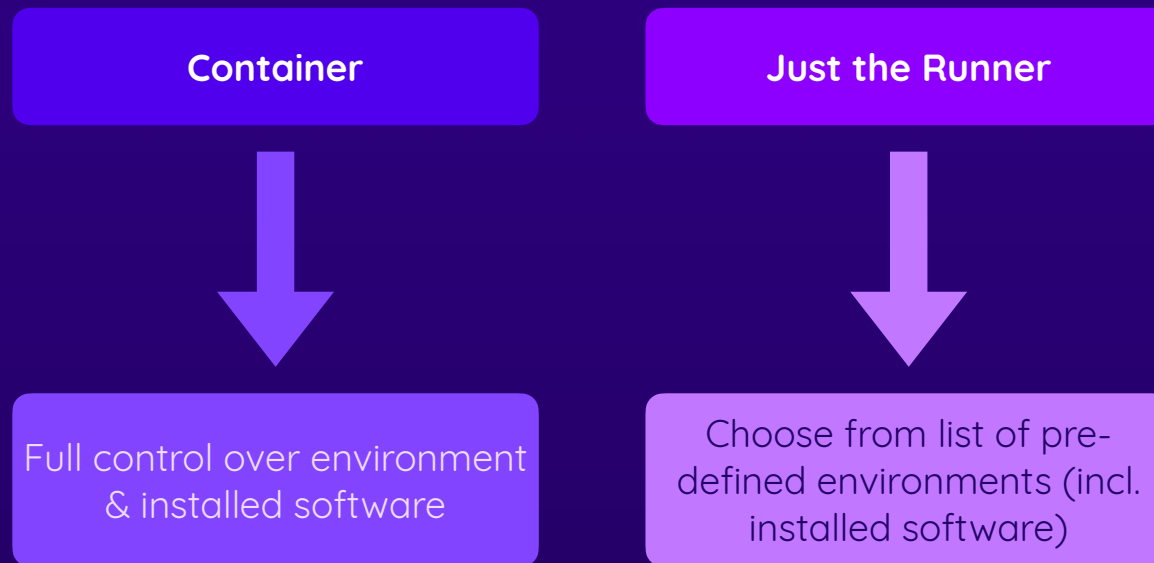 Container
Just the Runner
Full control over environment
& installed software
Choose from list of pre-
defined environments (incl.
installed software)